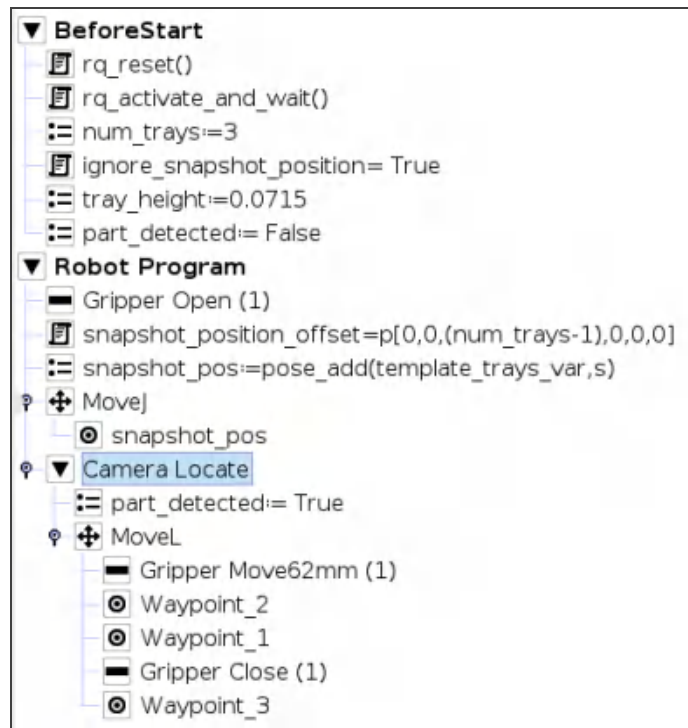 BeforeStart
rq_reset()
rq_activate_and_wait()
num_trays:=3
ignore_snapshot_position= True
tray_height:=0.0715
part_detected:= False
Robot Program
Gripper Open (1)
snapshot_position_offset=p[0,0,(num_trays-1),0,0,0]
snapshot_pos:=pose_add(template_trays_var,s)
MoveJ
snapshot_pos
Camera Locate
part_detected:= True
MoveL
Gripper Move62mm (1)
Waypoint_2
Waypoint_1
Gripper Close (1)
Waypoint_3